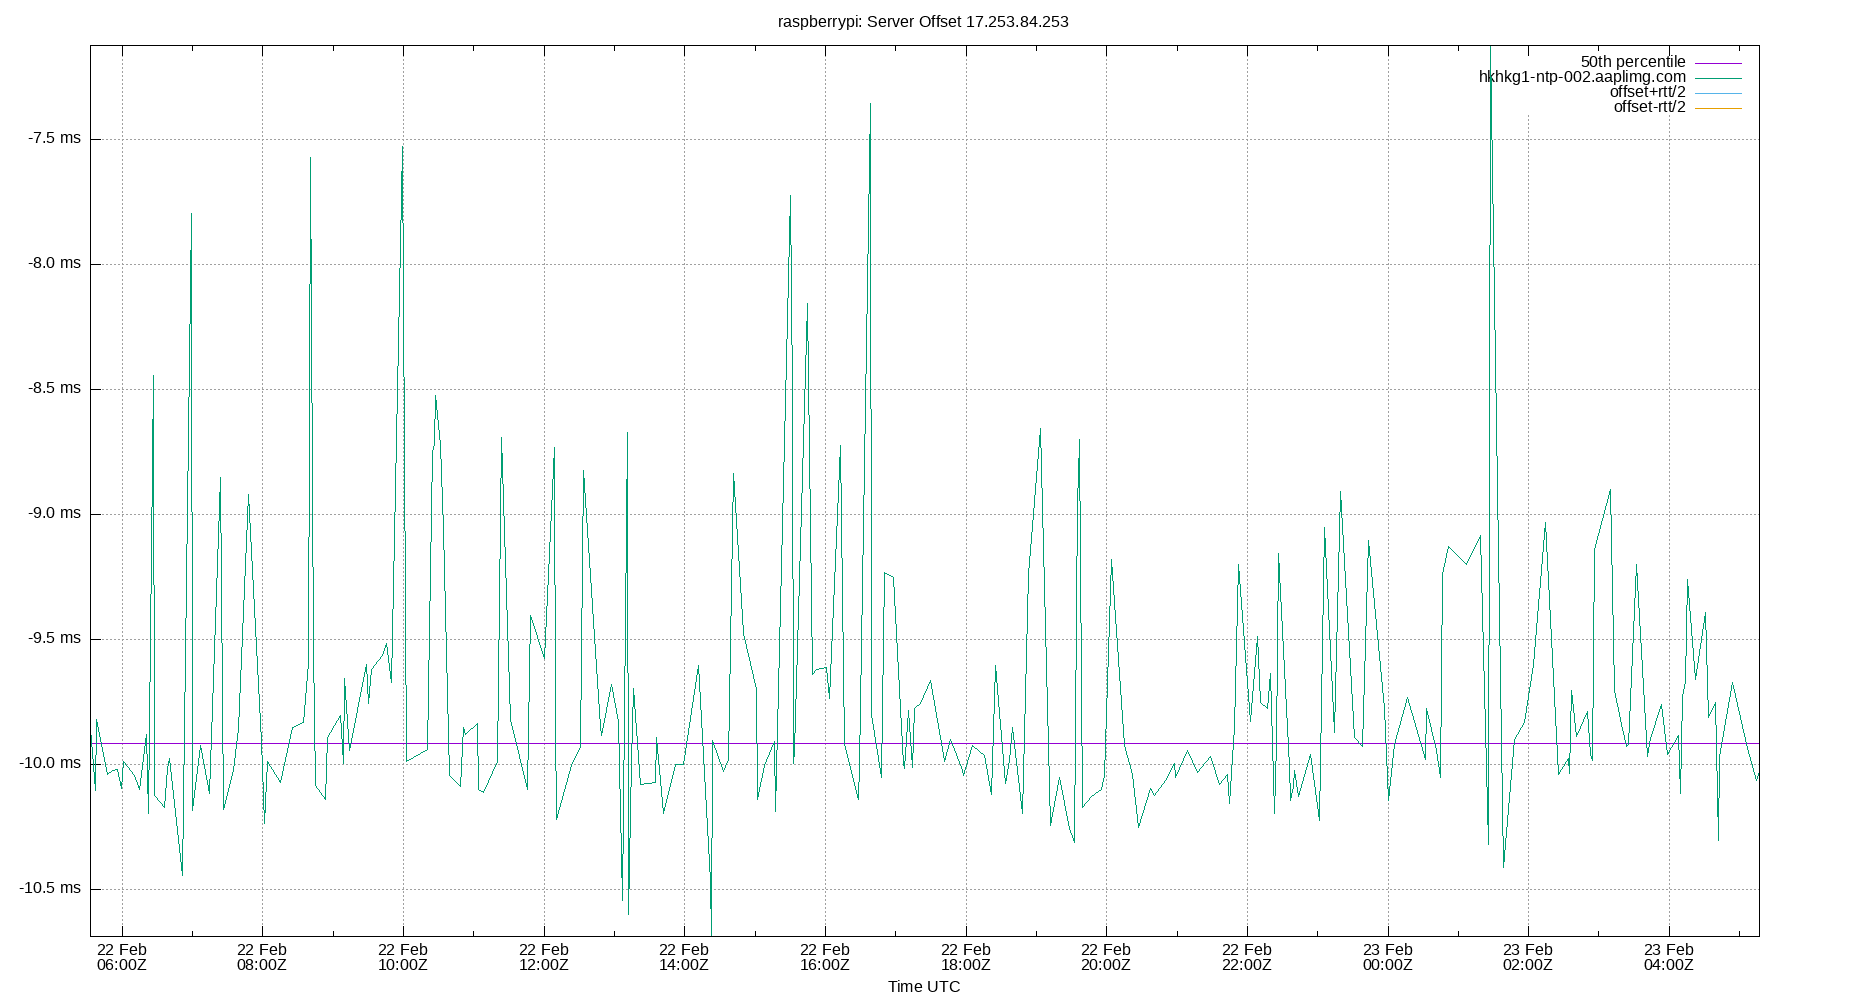 raspberrypi: Server Offset 17.253.84.253
50th percentile
hkhkg1-ntp-002.aaplimg.com
offset+rtt/2
offset-rtt/2
-7.5 ms
-8.0 ms
-8.5 ms
-9.0 ms
-9.5 ms
-10.0 ms
-10.5 ms
22 Feb 22 Feb 22 Feb 22 Feb 22 Feb 22 Feb 22 Feb 22 Feb 22 Feb 23 Feb 23 Feb 23 Feb
06:00Z 08:00Z 10:00Z 12:00Z 14:00Z 16:00Z 18:00Z 20:00Z 22:00Z 00:00Z 02:00Z 04:00Z
Time UTC